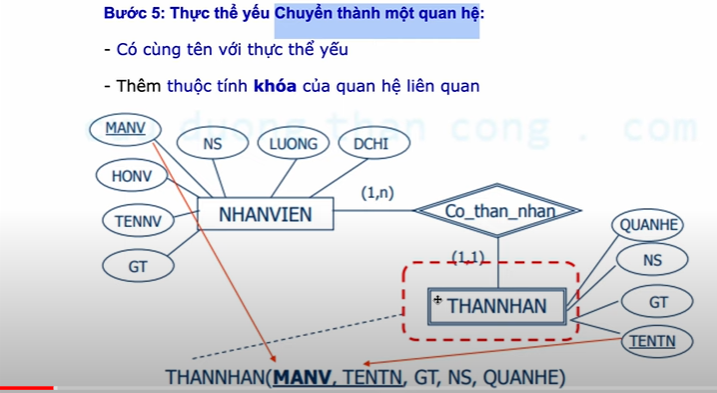 Bước 5: Thực thể yếu Chuyển thành một quan hệ:
- Có cùng tên với thực thể yếu
- Thêm thuộc tính khóa của quan hệ liên quan
duong than cong . com
MANV
NS
LUONG
DCHI
HONV
(1,n)
NHANVIEN
Co_than_nhan
TENNV
QUANHE
GT
(1,1)
NS
THANNHAN
GT
TENTN
THANNHAN(MANV, TENTN, GT, NS, QUANHE)